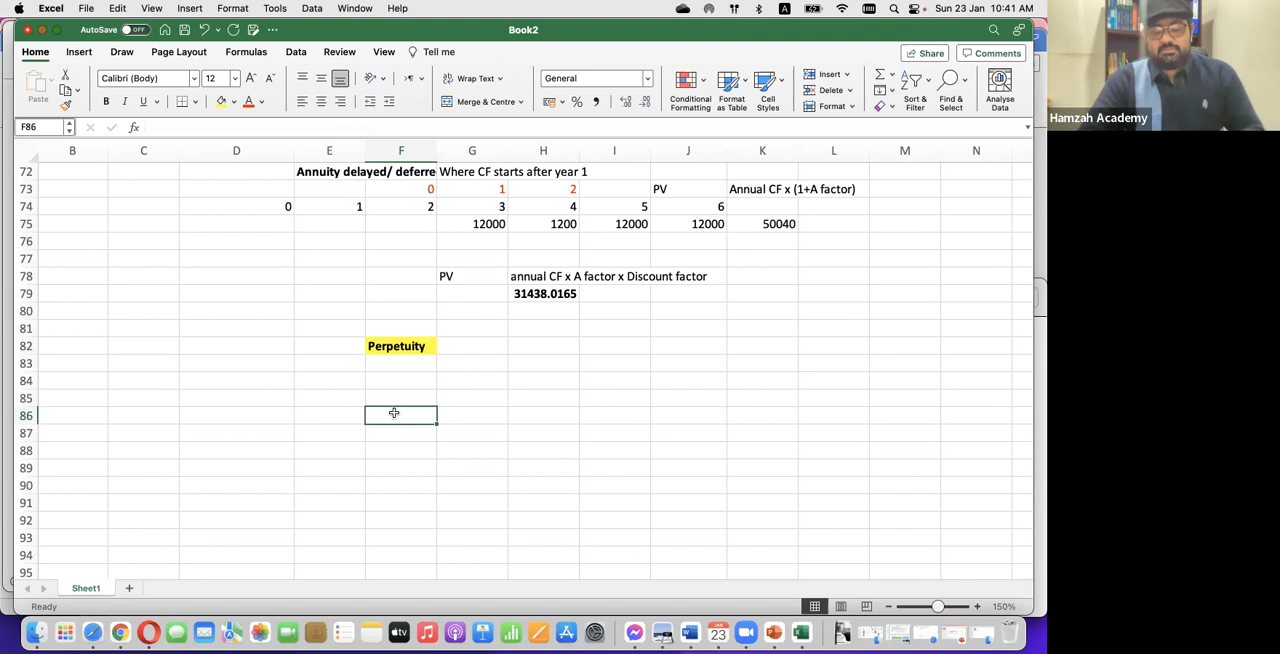 Excel File Edit View Insert Format Tools Data Window Help Sun 23 Jan 10:41 AM
AutoSave OFF Book2
Home Insert Draw Page Layout Formulas Data Review View Tell me Share Comments
Paste Calibri (Body) 12 Wrap Text General Insert
B I U Merge & Centre Conditional Formatting Format as Table Cell Styles Delete Format Sort & Filter Find & Select Analyse Data
F86 fx
B C D E F G H I J K L M N
72 Annuity delayed/ deferre Where CF starts after year 1
73 0 1 2 PV Annual CF x (1+A factor)
74 0 1 2 3 4 5 6
75 12000 1200 12000 12000 50040
76
77
78 PV annual CF x A factor x Discount factor
79 31438.0165
80
81
82 Perpetuity
83
84
85
86
87
88
89
90
91
92
93
94
95
Sheet1
Ready 150%
Hamzah Academy